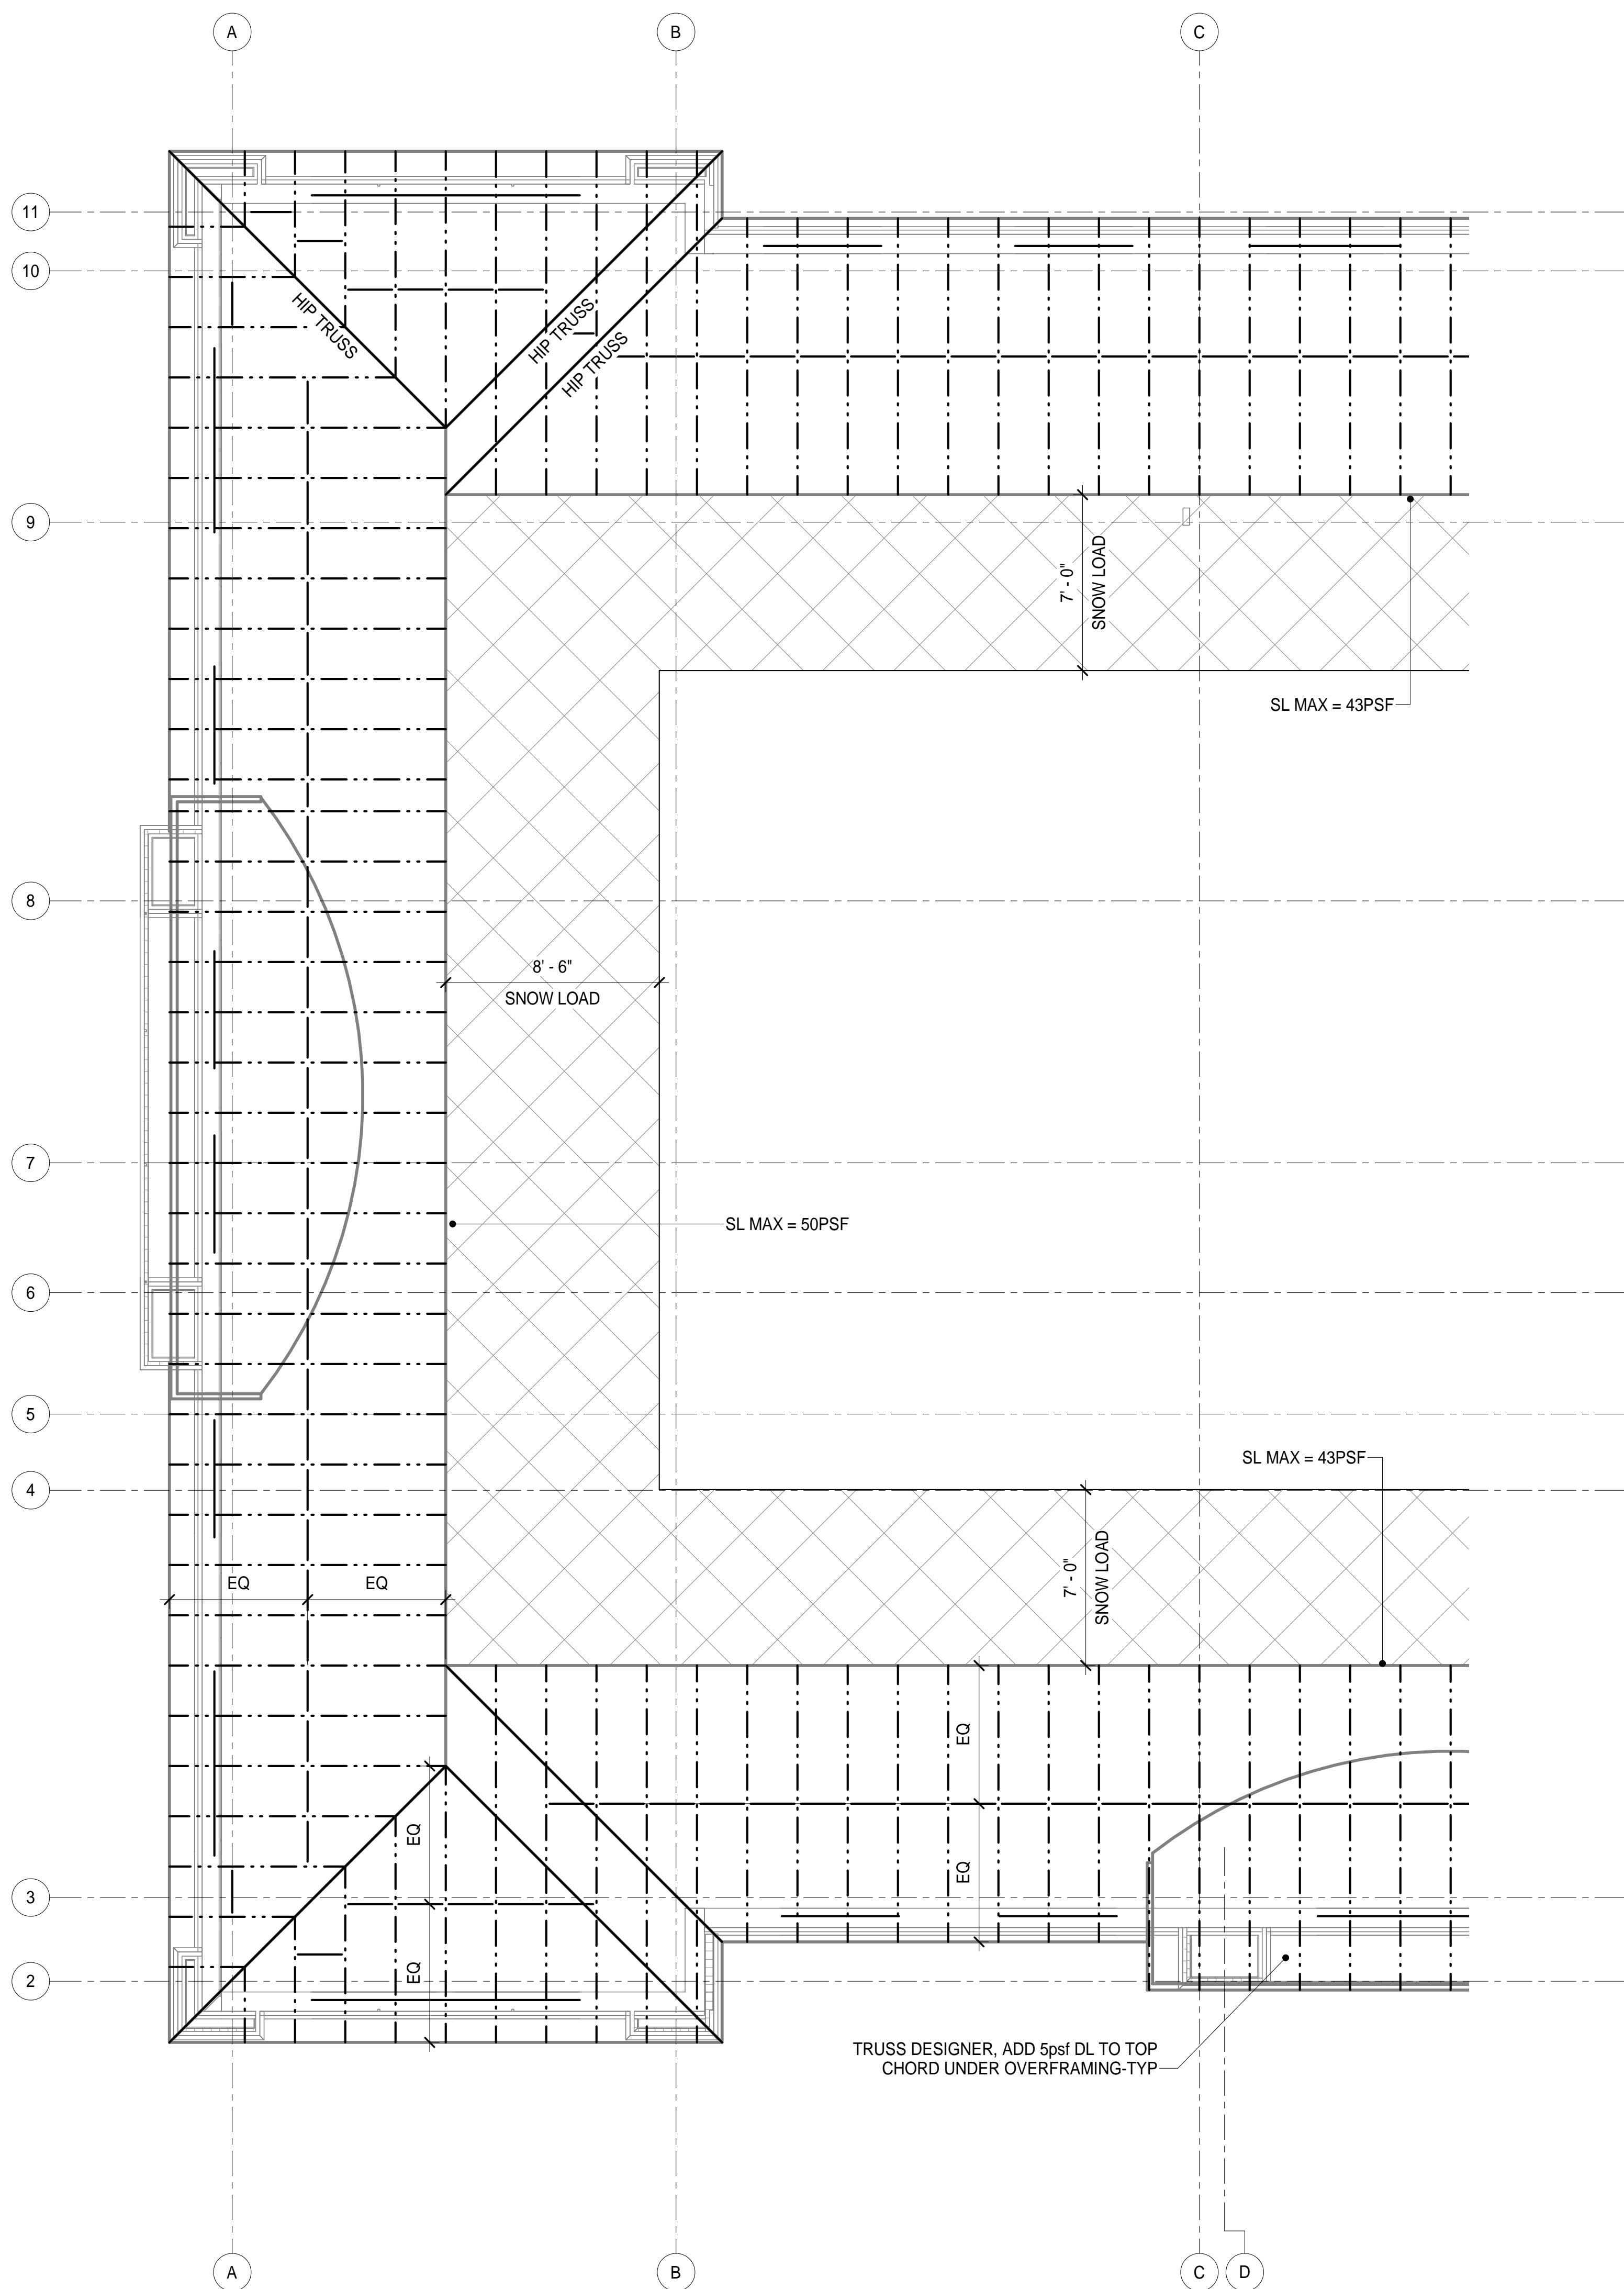 A
B
C
11
10
HIP TRUSS
HIP TRUSS
HIP TRUSS
9
7' - 0"
SNOW LOAD
SL MAX = 43PSF
8
8' - 6"
SNOW LOAD
7
SL MAX = 50PSF
6
5
SL MAX = 43PSF
4
7' - 0"
SNOW LOAD
EQ
EQ
EQ
EQ
EQ
EQ
3
2
TRUSS DESIGNER, ADD 5psf DL TO TOP
CHORD UNDER OVERFRAMING-TYP
A
B
C
D